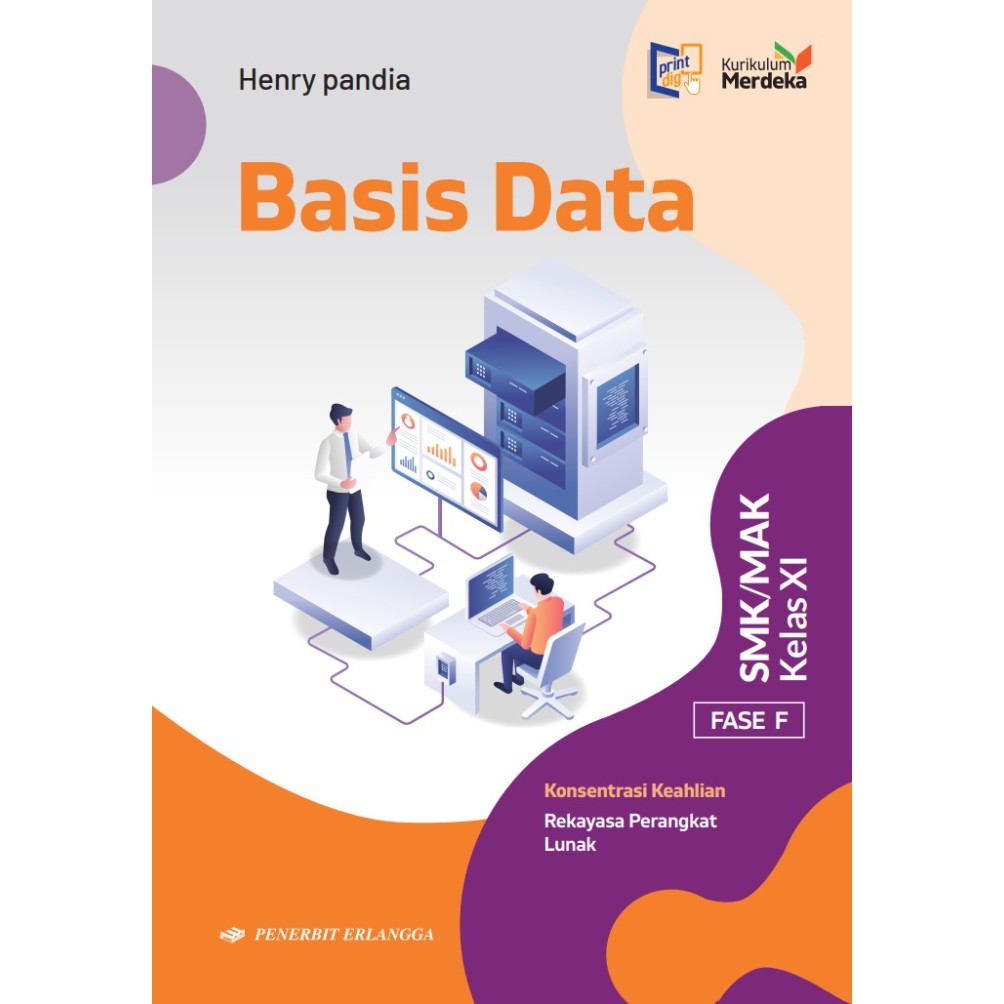 Henry pandia
print
dig
Kurikulum
Merdeka
Basis Data
SMK/MAK
Kelas XI
FASE F
Konsentrasi Keahlian
Rekayasa Perangkat
Lunak
PENERBIT ERLANGGA